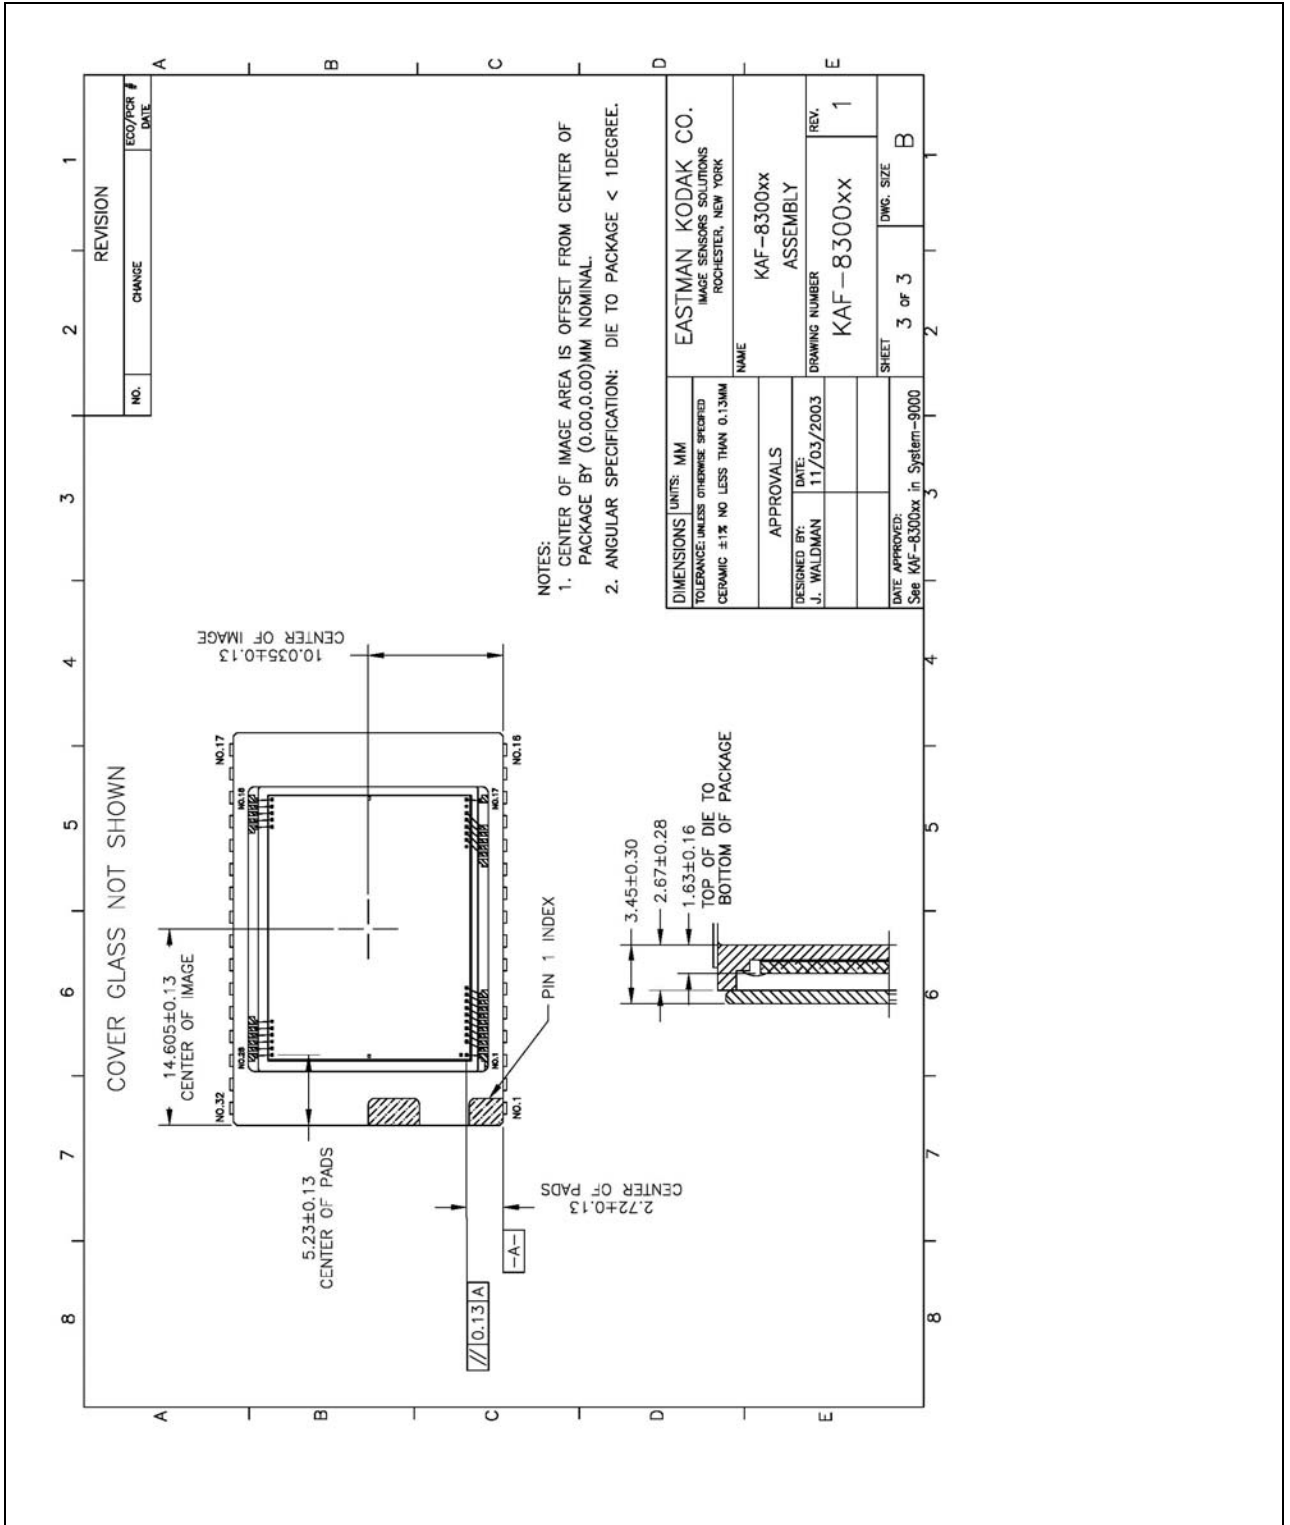 8
7
6
5
4
3
2
1
REVISION
NO.
CHANGE
ECO/PCR #
DATE
A
B
C
D
E
COVER GLASS NOT SHOWN
14.605±0.13
CENTER OF IMAGE
5.23±0.13
CENTER OF PADS
10.035±0.13
CENTER OF IMAGE
2.72±0.13
CENTER OF PADS
NO.32
NO.17
NO.28
NO.18
NO.1
NO.17
NO.1
NO.16
PIN 1 INDEX
// 0.13 A
-A-
NOTES:
1. CENTER OF IMAGE AREA IS OFFSET FROM CENTER OF
PACKAGE BY (0.00,0.00)MM NOMINAL.
2. ANGULAR SPECIFICATION: DIE TO PACKAGE < 1DEGREE.
3.45±0.30
2.67±0.28
1.63±0.16
TOP OF DIE TO
BOTTOM OF PACKAGE
DIMENSIONS UNITS: MM
TOLERANCE: UNLESS OTHERWISE SPECIFIED
CERAMIC ±1% NO LESS THAN 0.13MM
APPROVALS
DESIGNED BY:
J. WALDMAN
DATE:
11/03/2003
DATE APPROVED:
See KAF-8300xx in System-9000
EASTMAN KODAK CO.
IMAGE SENSORS SOLUTIONS
ROCHESTER, NEW YORK
NAME
KAF-8300xx
ASSEMBLY
DRAWING NUMBER
KAF-8300xx
REV.
1
SHEET
3 OF 3
DWG. SIZE
B
A
B
C
D
E
8
7
6
5
4
3
2
1